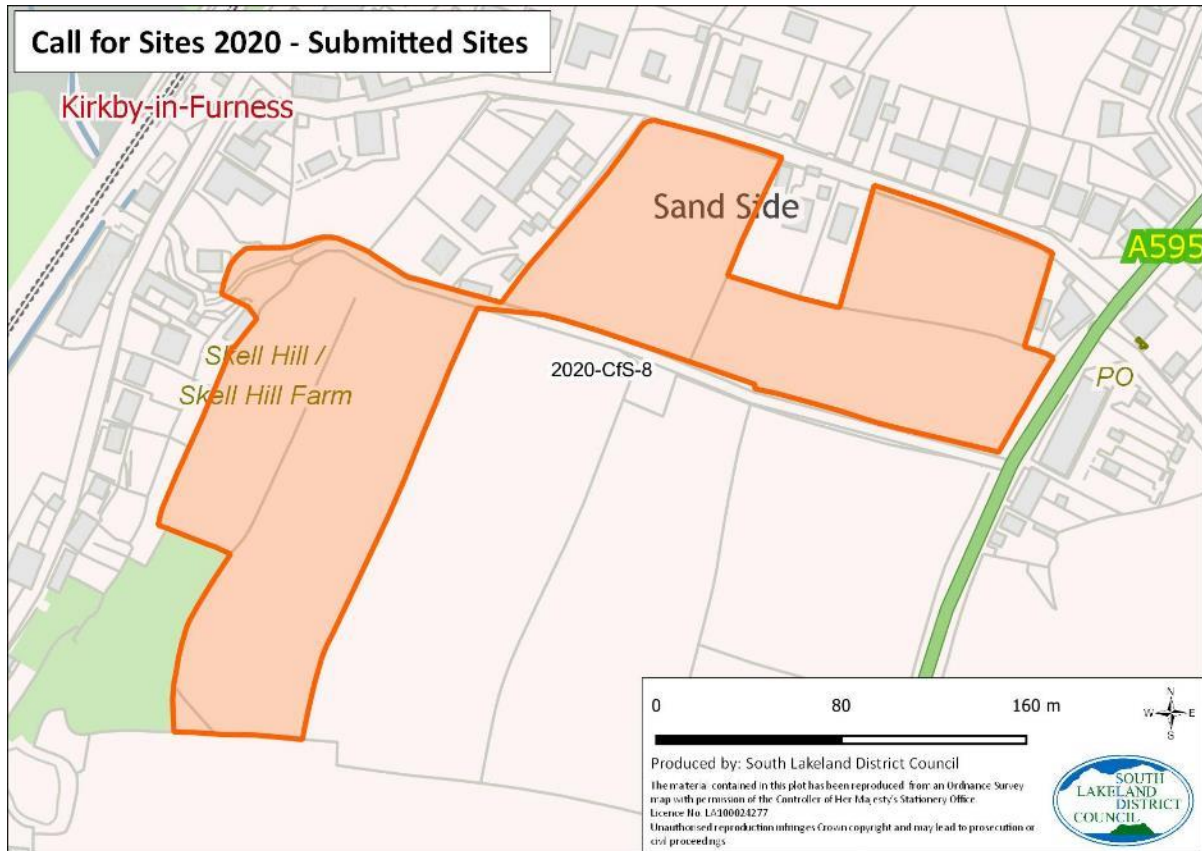 Call for Sites 2020 - Submitted Sites
Kirkby-in-Furness
Sand Side
A595
Skell Hill /
Skell Hill Farm
2020-CfS-8
PO
0 80 160 m
N
W E
S
Produced by: South Lakeland District Council
The material contained in this plot has been reproduced from an Ordnance Survey
map with permission of the Controller of Her Majesty's Stationery Office.
Licence No. LA100024277
Unauthorised reproduction infringes Crown copyright and may lead to prosecution or
civil proceedings
SOUTH
LAKELAND
DISTRICT
COUNCIL